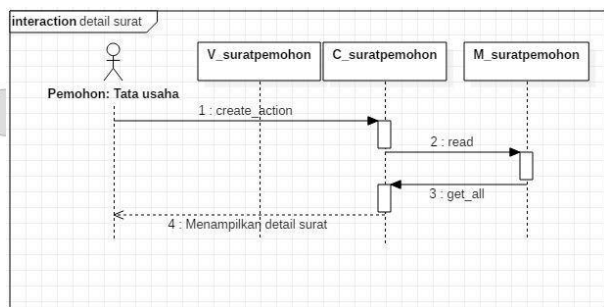 interaction detail surat
V_suratpemohon
C_suratpemohon
M_suratpemohon
Pemohon: Tata usaha
1 : create_action
2 : read
3 : get_all
4 : Menampilkan detail surat